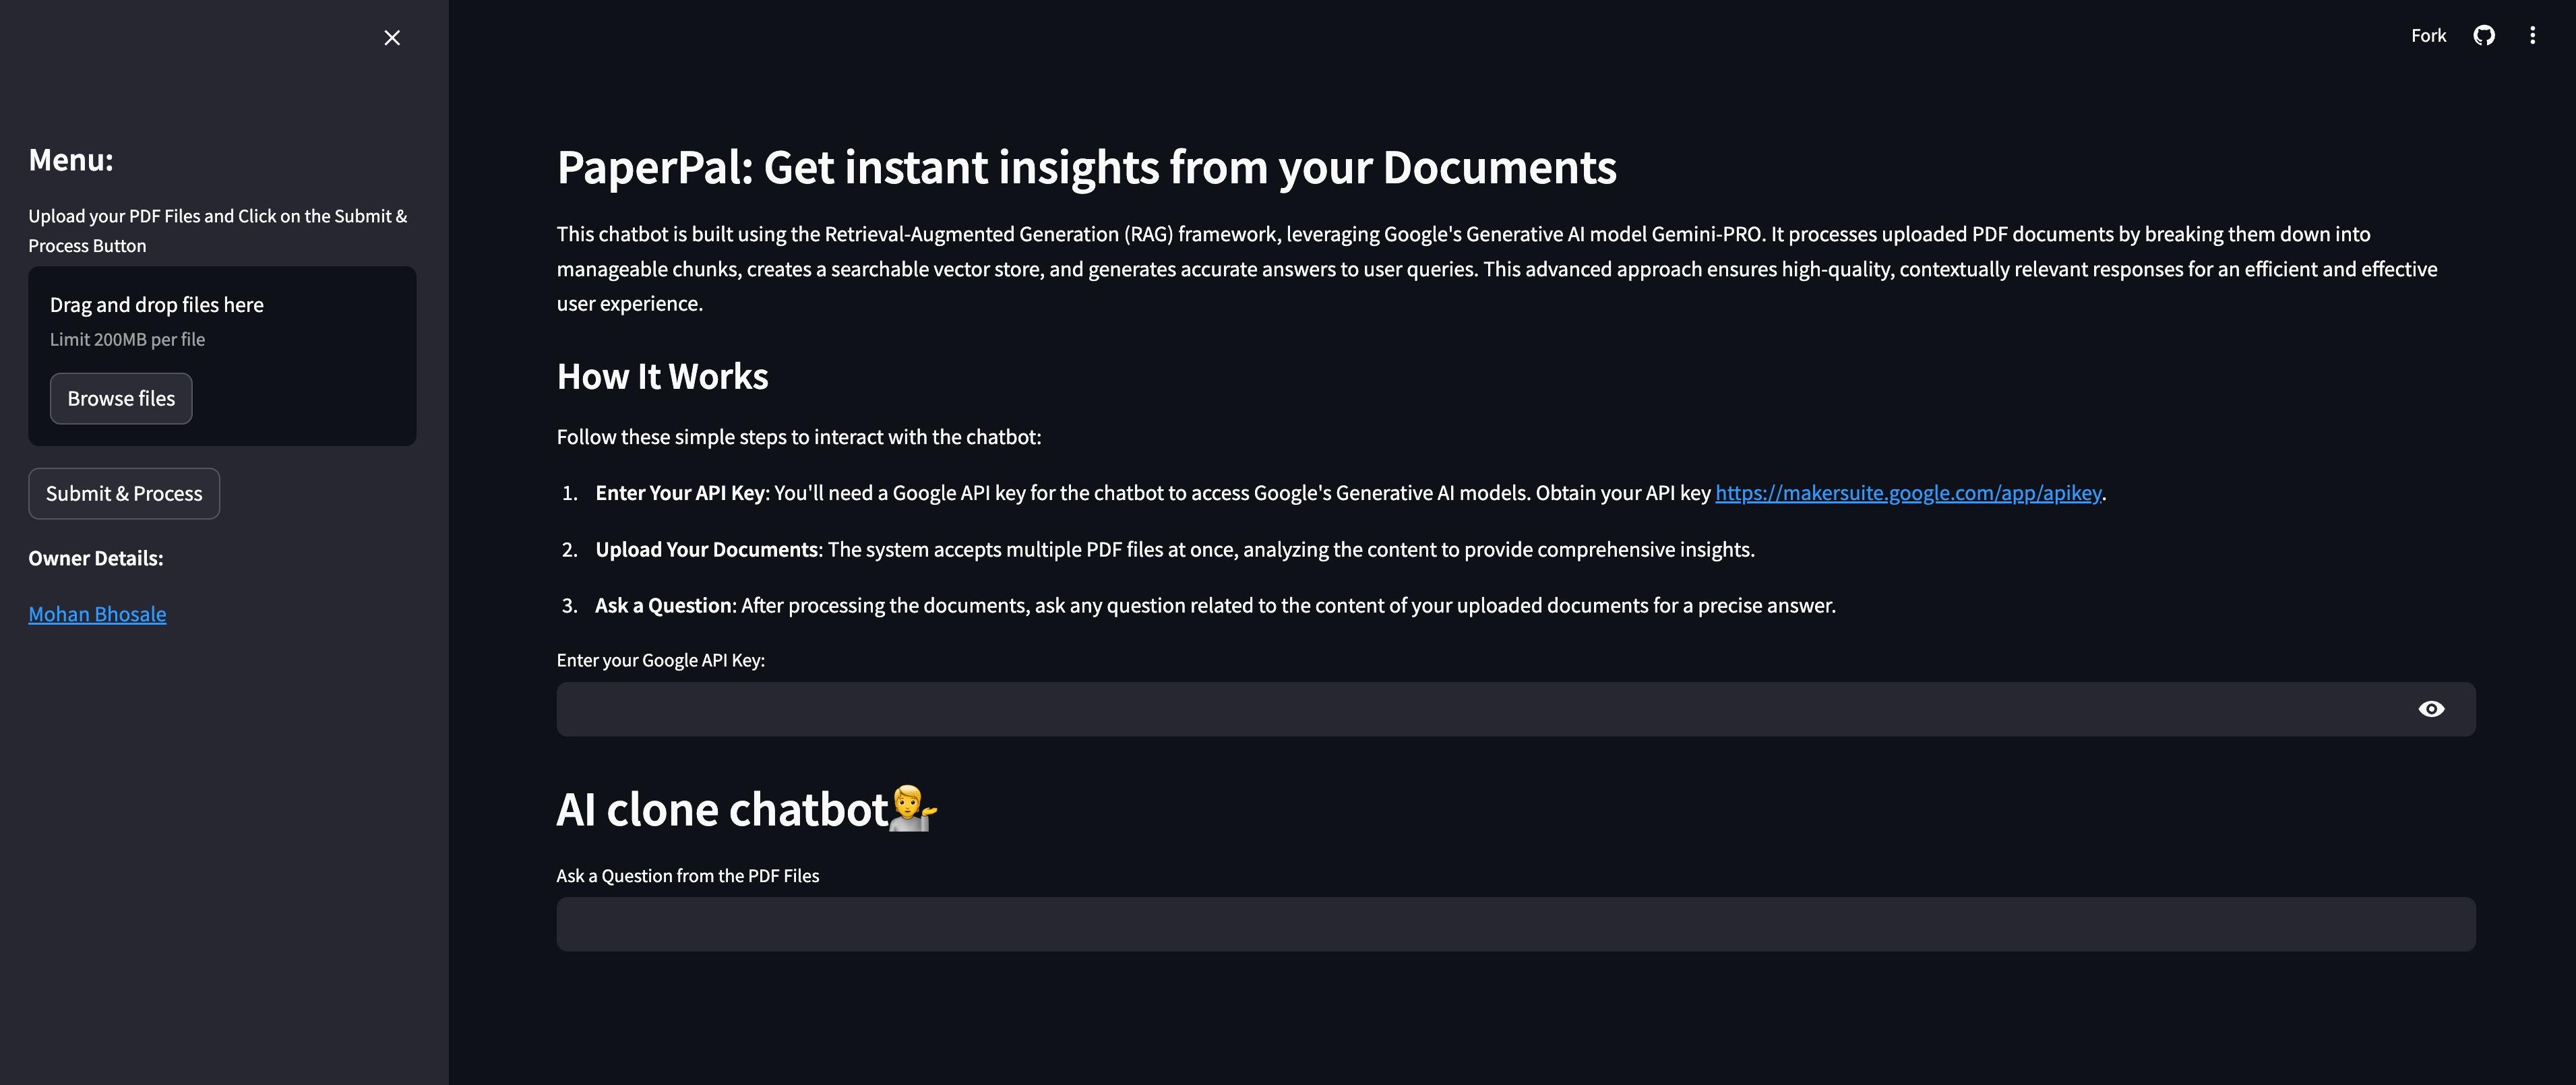 Fork
Menu:
Upload your PDF Files and Click on the Submit &
Process Button
Drag and drop files here
Limit 200MB per file
Browse files
Submit & Process
Owner Details:
Mohan Bhosale
PaperPal: Get instant insights from your Documents
This chatbot is built using the Retrieval-Augmented Generation (RAG) framework, leveraging Google's Generative AI model Gemini-PRO. It processes uploaded PDF documents by breaking them down into
manageable chunks, creates a searchable vector store, and generates accurate answers to user queries. This advanced approach ensures high-quality, contextually relevant responses for an efficient and effective
user experience.
How It Works
Follow these simple steps to interact with the chatbot:
1. Enter Your API Key: You'll need a Google API key for the chatbot to access Google's Generative AI models. Obtain your API key https://makersuite.google.com/app/apikey.
2. Upload Your Documents: The system accepts multiple PDF files at once, analyzing the content to provide comprehensive insights.
3. Ask a Question: After processing the documents, ask any question related to the content of your uploaded documents for a precise answer.
Enter your Google API Key:
AI clone chatbot💁
Ask a Question from the PDF Files